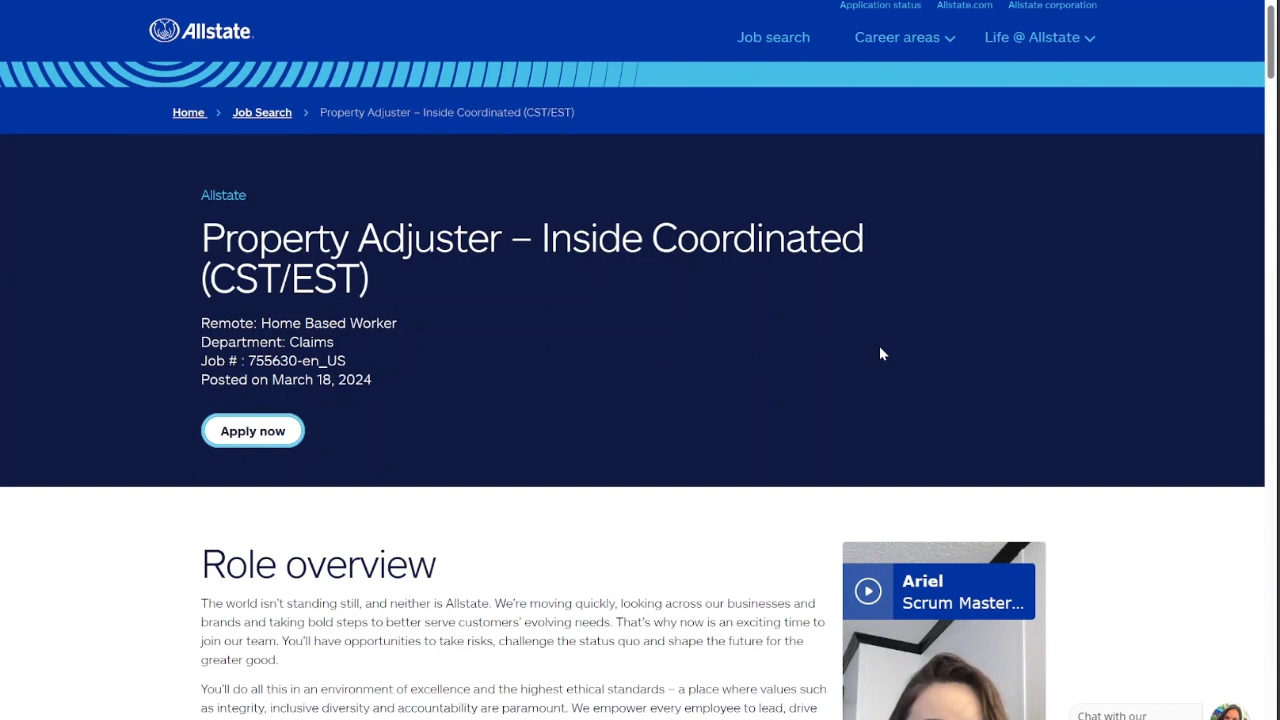 Application status Allstate.com Allstate corporation
Allstate.
Job search Career areas Life @ Allstate
Home > Job Search > Property Adjuster – Inside Coordinated (CST/EST)
Allstate
Property Adjuster – Inside Coordinated
(CST/EST)
Remote: Home Based Worker
Department: Claims
Job # : 755630-en_US
Posted on March 18, 2024
Apply now
Role overview
The world isn't standing still, and neither is Allstate. We're moving quickly, looking across our businesses and
brands and taking bold steps to better serve customers' evolving needs. That's why now is an exciting time to
join our team. You'll have opportunities to take risks, challenge the status quo and shape the future for the
greater good.
You'll do all this in an environment of excellence and the highest ethical standards – a place where values such
as integrity, inclusive diversity and accountability are paramount. We empower every employee to lead, drive
Ariel
Scrum Master...
Chat with our